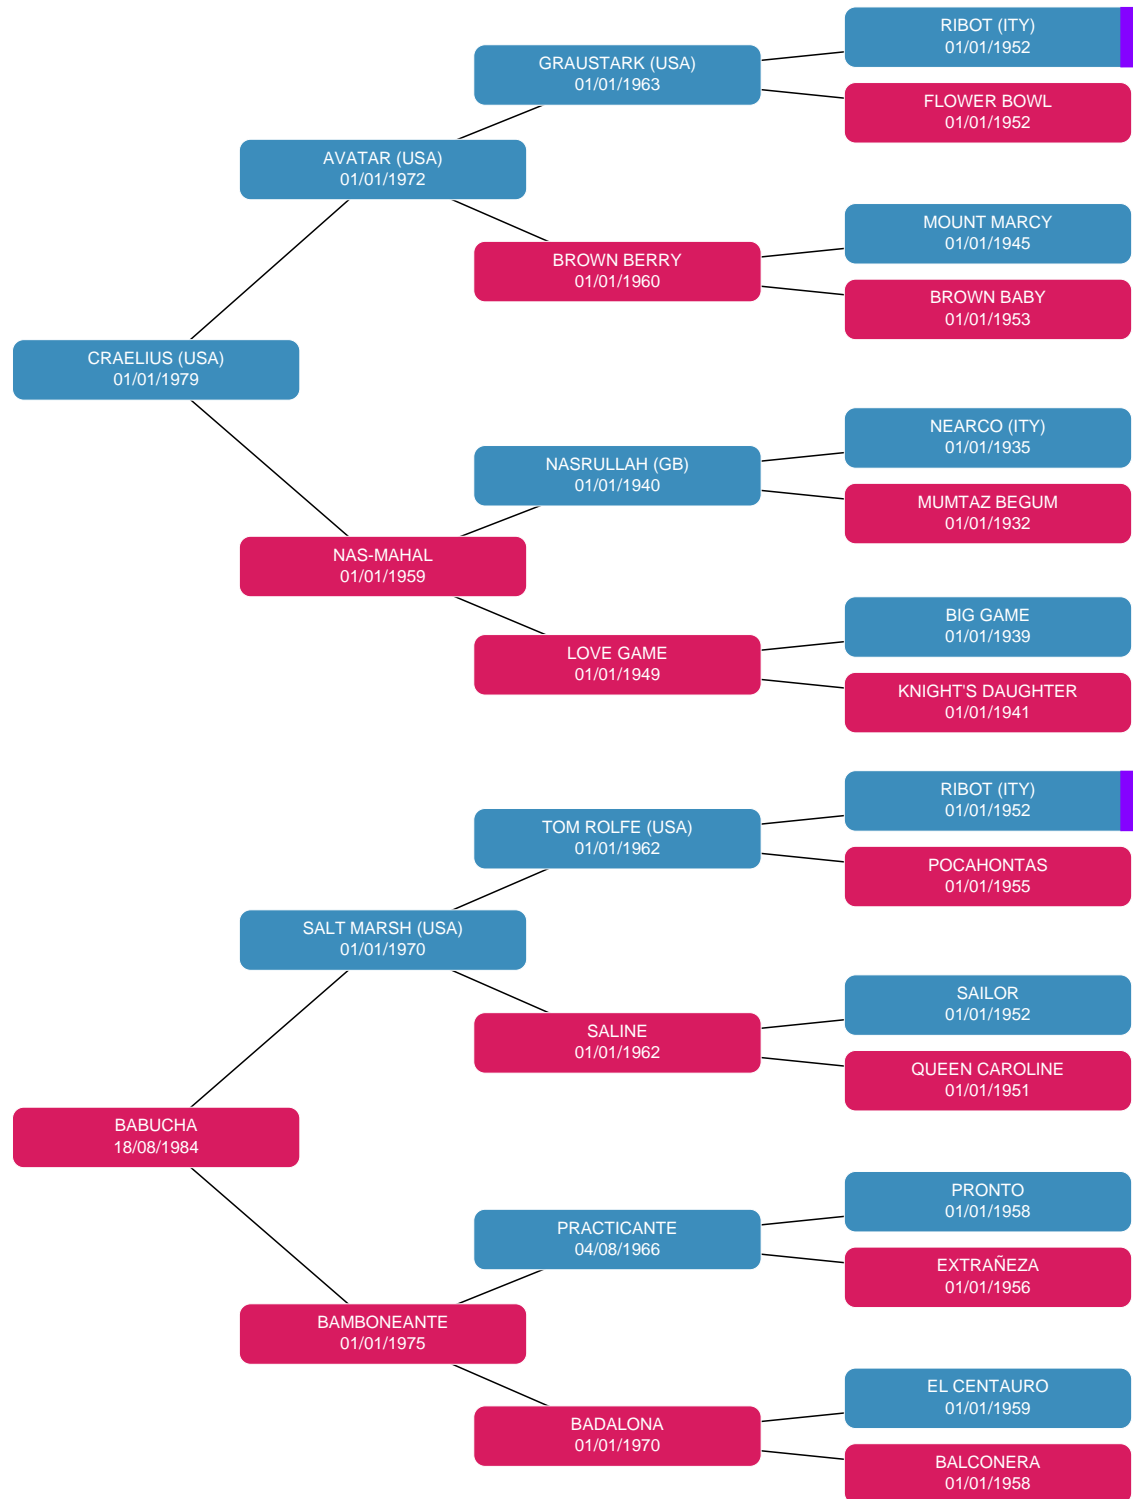 RIBOT (ITY)
01/01/1952
GRAUSTARK (USA)
01/01/1963
FLOWER BOWL
01/01/1952
AVATAR (USA)
01/01/1972
MOUNT MARCY
01/01/1945
BROWN BERRY
01/01/1960
BROWN BABY
01/01/1953
CRAELIUS (USA)
01/01/1979
NEARCO (ITY)
01/01/1935
NASRULLAH (GB)
01/01/1940
MUMTAZ BEGUM
01/01/1932
NAS-MAHAL
01/01/1959
BIG GAME
01/01/1939
LOVE GAME
01/01/1949
KNIGHT'S DAUGHTER
01/01/1941
RIBOT (ITY)
01/01/1952
TOM ROLFE (USA)
01/01/1962
POCAHONTAS
01/01/1955
SALT MARSH (USA)
01/01/1970
SAILOR
01/01/1952
SALINE
01/01/1962
QUEEN CAROLINE
01/01/1951
BABUCHA
18/08/1984
PRONTO
01/01/1958
PRACTICANTE
04/08/1966
EXTRAÑEZA
01/01/1956
BAMBONEANTE
01/01/1975
EL CENTAURO
01/01/1959
BADALONA
01/01/1970
BALCONERA
01/01/1958